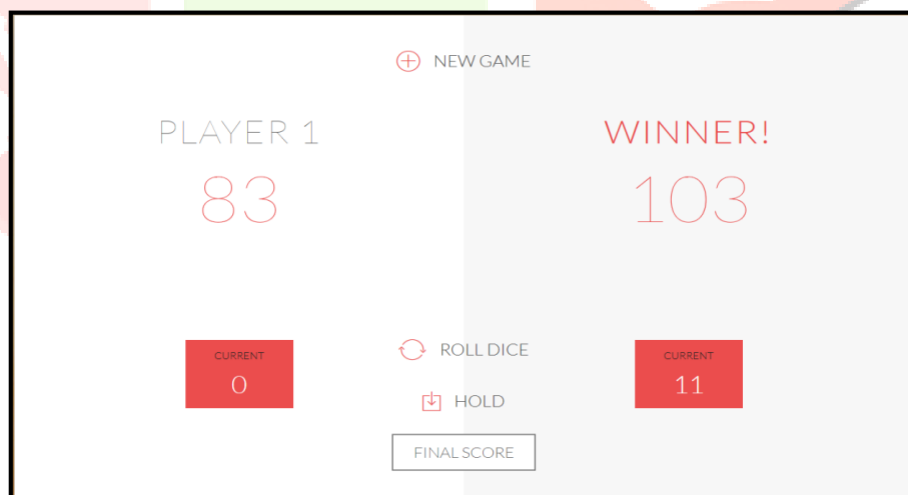 NEW GAME
PLAYER 1
83
WINNER!
103
CURRENT
0
ROLL DICE
HOLD
CURRENT
11
FINAL SCORE